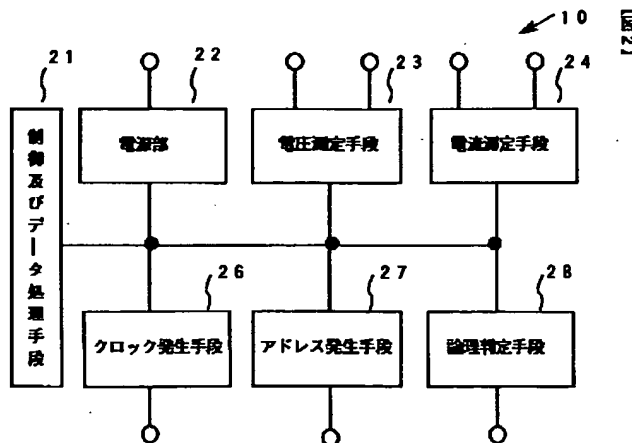 【図2】
10
21
22
23
24
制御及びデータ処理手段
電源部
電圧測定手段
電流測定手段
26
27
28
クロック発生手段
アドレス発生手段
論理判定手段